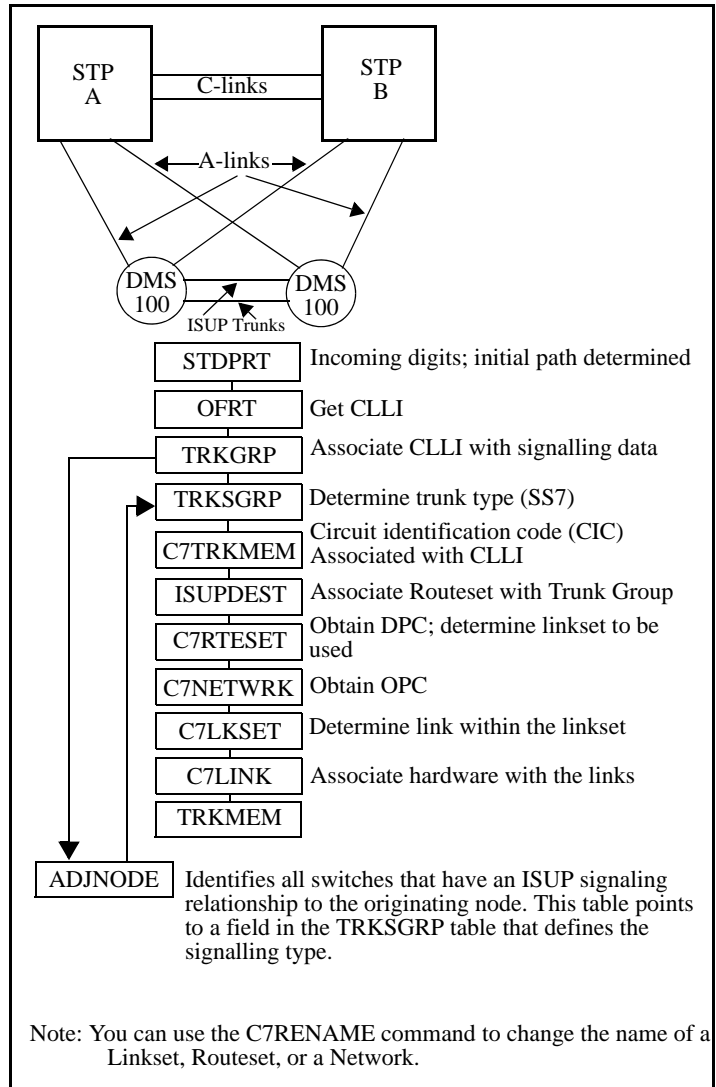 STP
A
STP
B
C-links
A-links
DMS
100
DMS
100
ISUP Trunks
STDPRT
Incoming digits; initial path determined
OFRT
Get CLLI
TRKGRP
Associate CLLI with signalling data
TRKSGRP
Determine trunk type (SS7)
C7TRKMEM
Circuit identification code (CIC)
Associated with CLLI
ISUPDEST
Associate Routeset with Trunk Group
C7RTESET
Obtain DPC; determine linkset to be
used
C7NETWRK
Obtain OPC
C7LKSET
Determine link within the linkset
C7LINK
Associate hardware with the links
TRKMEM
ADJNODE
Identifies all switches that have an ISUP signaling
relationship to the originating node. This table points
to a field in the TRKSGRP table that defines the
signalling type.
Note: You can use the C7RENAME command to change the name of a
Linkset, Routeset, or a Network.